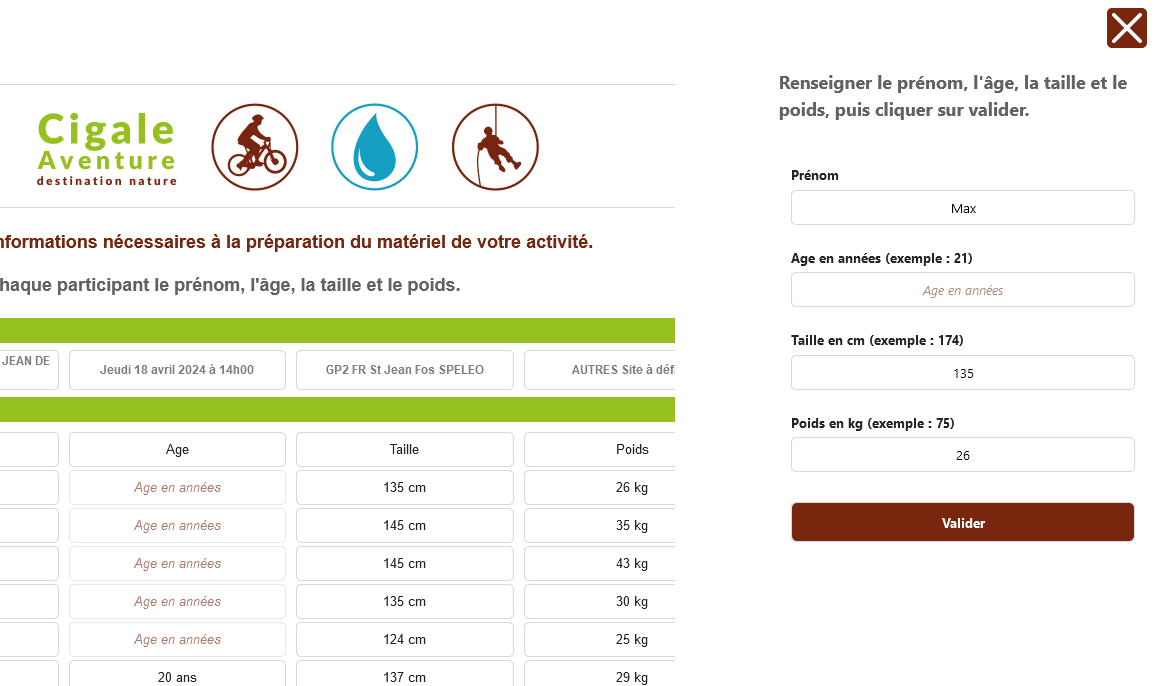 Cigale
Aventure
destination nature
nformations nécessaires à la préparation du matériel de votre activité.
haque participant le prénom, l'âge, la taille et le poids.
JEAN DE
Jeudi 18 avril 2024 à 14h00
GP2 FR St Jean Fos SPELEO
AUTRES Site à défi
Age
Taille
Poids
Age en années
135 cm
26 kg
Age en années
145 cm
35 kg
Age en années
145 cm
43 kg
Age en années
135 cm
30 kg
Age en années
124 cm
25 kg
20 ans
137 cm
29 kg
Renseigner le prénom, l'âge, la taille et le
poids, puis cliquer sur valider.
Prénom
Max
Age en années (exemple : 21)
Age en années
Taille en cm (exemple : 174)
135
Poids en kg (exemple : 75)
26
Valider